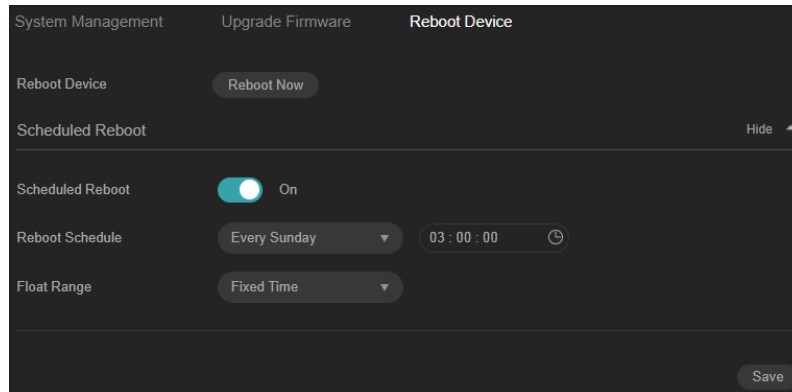 System Management Upgrade Firmware Reboot Device
Reboot Device Reboot Now
Scheduled Reboot Hide
Scheduled Reboot On
Reboot Schedule Every Sunday 03 : 00 : 00
Float Range Fixed Time
Save